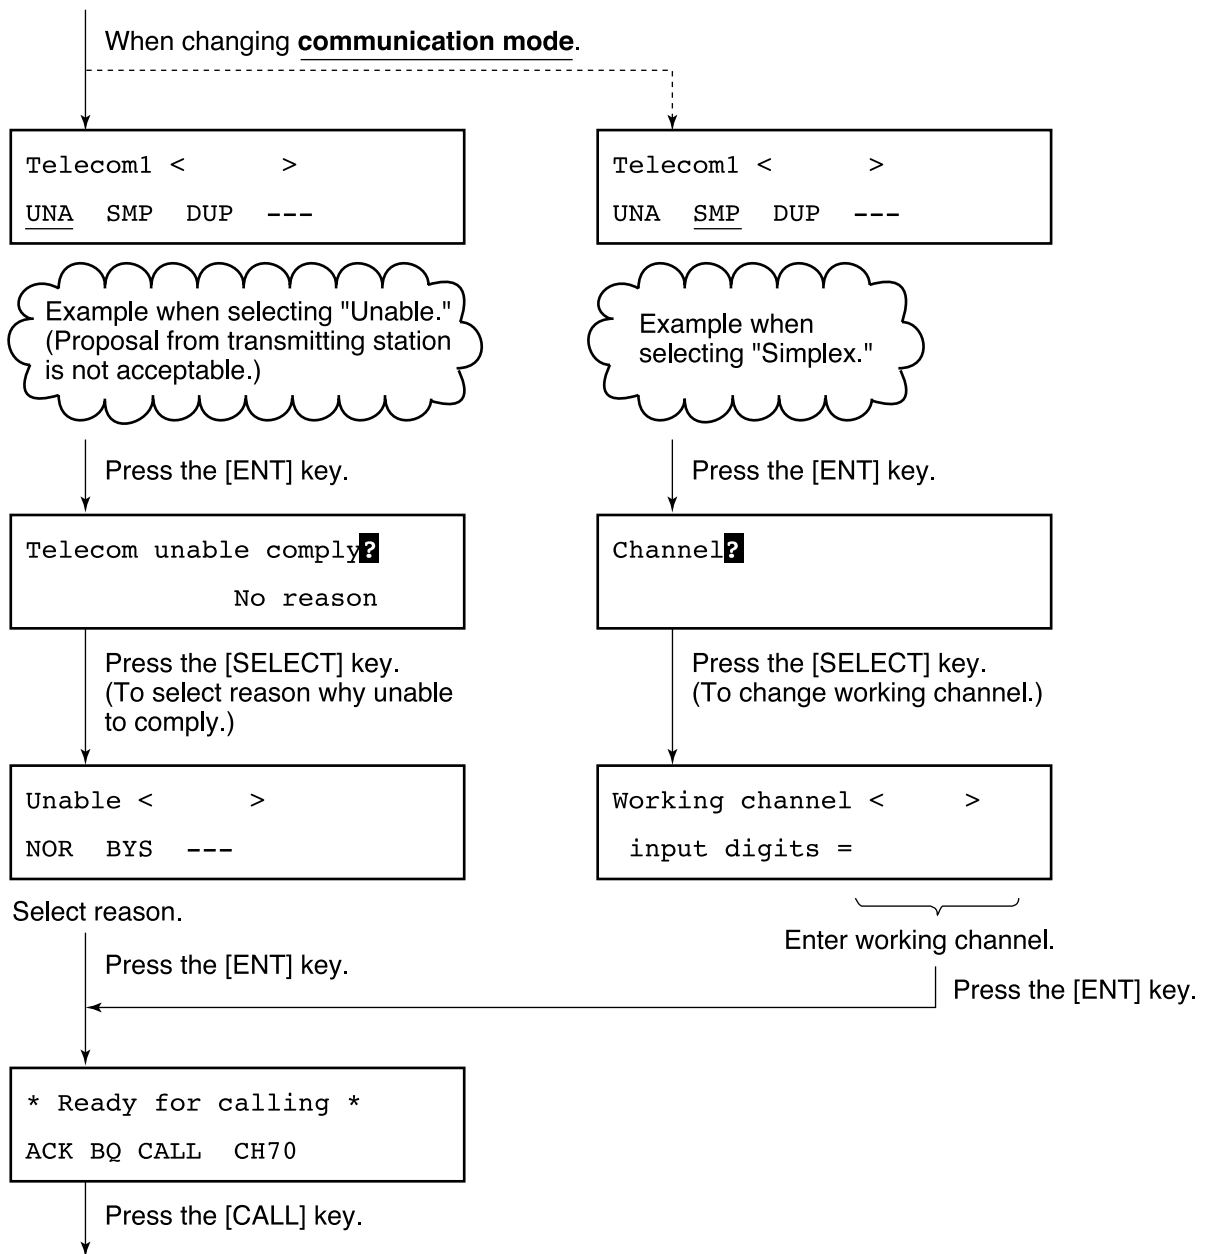 When changing communication mode.
Telecom1 <      >
UNA  SMP  DUP  ---
Example when selecting "Unable."
(Proposal from transmitting station
is not acceptable.)
Press the [ENT] key.
Telecom unable comply?
No reason
Press the [SELECT] key.
(To select reason why unable
to comply.)
Unable <      >
NOR  BYS  ---
Select reason.
Press the [ENT] key.
Telecom1 <      >
UNA  SMP  DUP  ---
Example when
selecting "Simplex."
Press the [ENT] key.
Channel?
Press the [SELECT] key.
(To change working channel.)
Working channel <     >
input digits =
Enter working channel.
Press the [ENT] key.
* Ready for calling *
ACK BQ CALL  CH70
Press the [CALL] key.